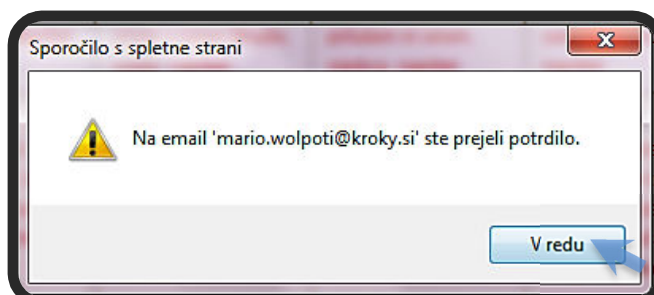 Sporočilo s spletne strani
Na email 'mario.wolpoti@kroky.si' ste prejeli potrdilo.
V redu